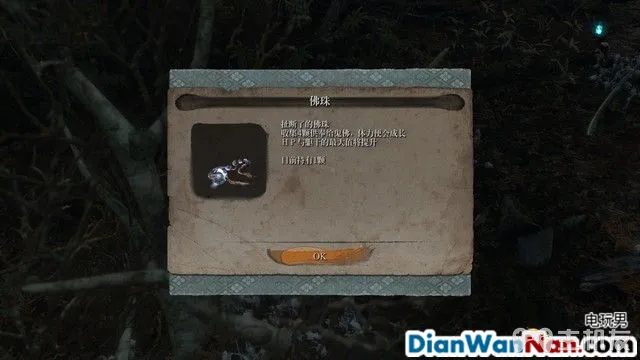 佛珠
扯断了的佛珠
收集4颗供奉给鬼佛，体力便会成长
HP与躯干的最大值将提升
目前持有1颗
OK
电玩男
DianWanNan.com